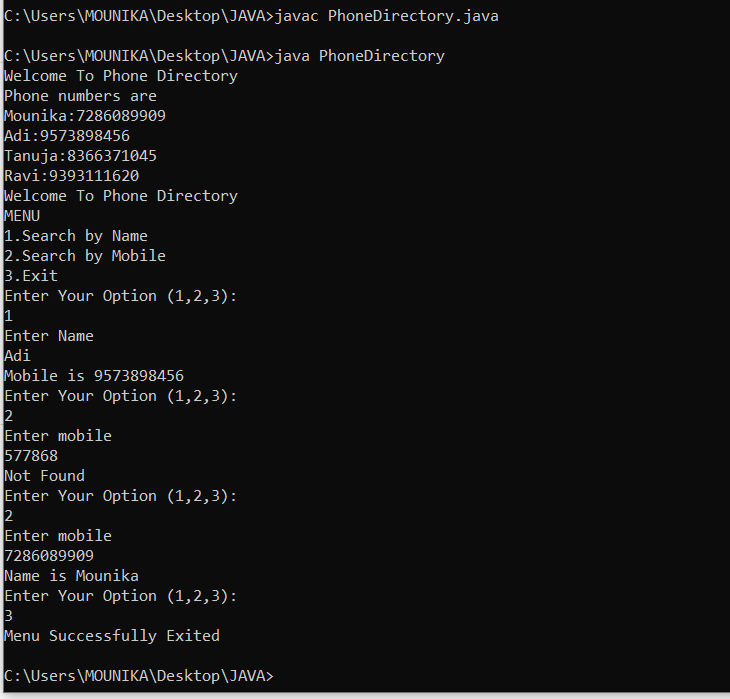 C:\Users\MOUNIKA\Desktop\JAVA>javac PhoneDirectory.java
C:\Users\MOUNIKA\Desktop\JAVA>java PhoneDirectory
Welcome To Phone Directory
Phone numbers are
Mounika:7286089909
Adi:9573898456
Tanuja:8366371045
Ravi:9393111620
Welcome To Phone Directory
MENU
1.Search by Name
2.Search by Mobile
3.Exit
Enter Your Option (1,2,3):
1
Enter Name
Adi
Mobile is 9573898456
Enter Your Option (1,2,3):
2
Enter mobile
577868
Not Found
Enter Your Option (1,2,3):
2
Enter mobile
7286089909
Name is Mounika
Enter Your Option (1,2,3):
3
Menu Successfully Exited
C:\Users\MOUNIKA\Desktop\JAVA>